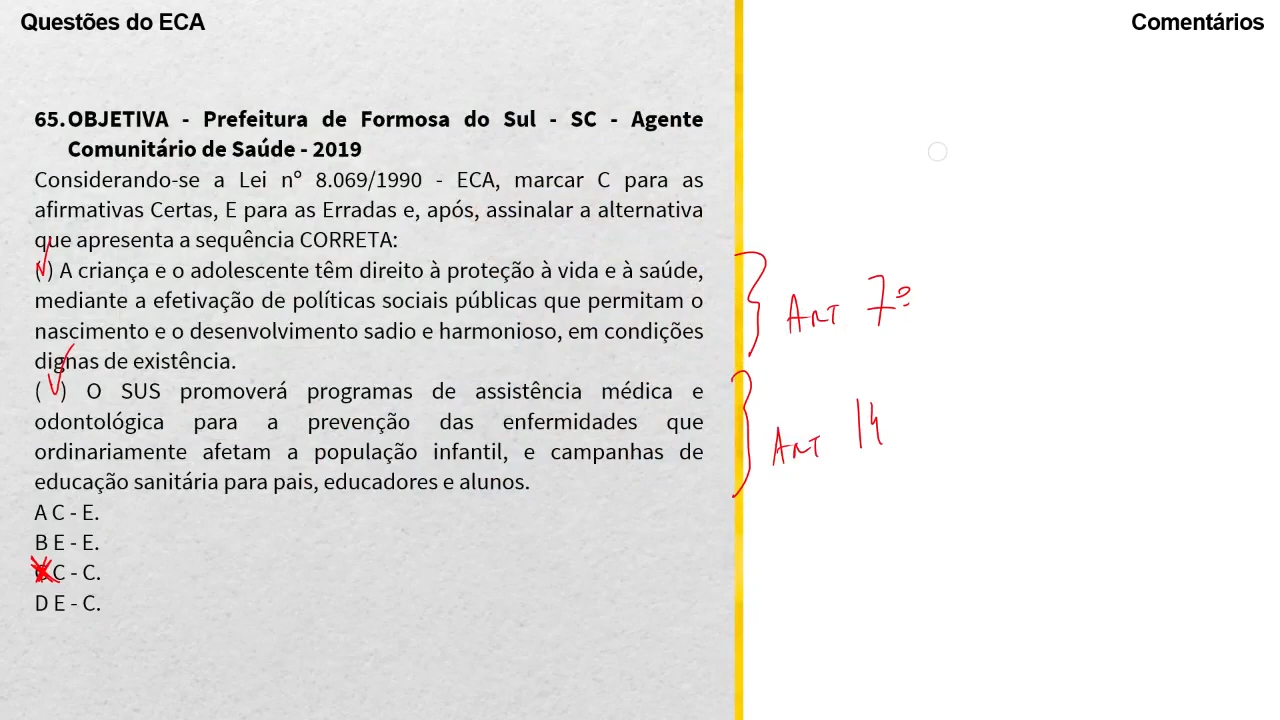 Questões do ECA
Comentários
65. OBJETIVA - Prefeitura de Formosa do Sul - SC - Agente
Comunitário de Saúde - 2019
Considerando-se a Lei nº 8.069/1990 - ECA, marcar C para as
afirmativas Certas, E para as Erradas e, após, assinalar a alternativa
que apresenta a sequência CORRETA:
( ) A criança e o adolescente têm direito à proteção à vida e à saúde,
mediante a efetivação de políticas sociais públicas que permitam o
nascimento e o desenvolvimento sadio e harmonioso, em condições
dignas de existência.
ART 7º
( ) O SUS promoverá programas de assistência médica e
odontológica para a prevenção das enfermidades que
ordinariamente afetam a população infantil, e campanhas de
educação sanitária para pais, educadores e alunos.
ART 14
A C - E.
B E - E.
C C - C.
D E - C.